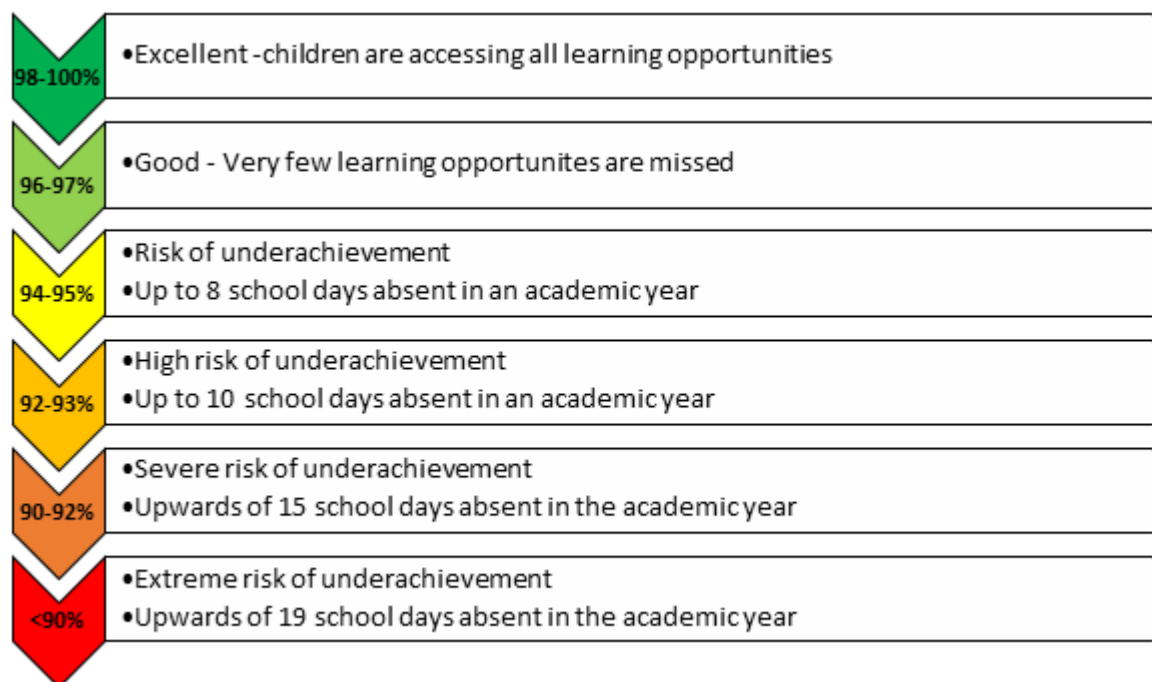 98-100%
•Excellent -children are accessing all learning opportunities
96-97%
•Good - Very few learning opportunites are missed
94-95%
•Risk of underachievement
•Up to 8 school days absent in an academic year
92-93%
•High risk of underachievement
•Up to 10 school days absent in an academic year
90-92%
•Severe risk of underachievement
•Upwards of 15 school days absent in the academic year
<90%
•Extreme risk of underachievement
•Upwards of 19 school days absent in the academic year